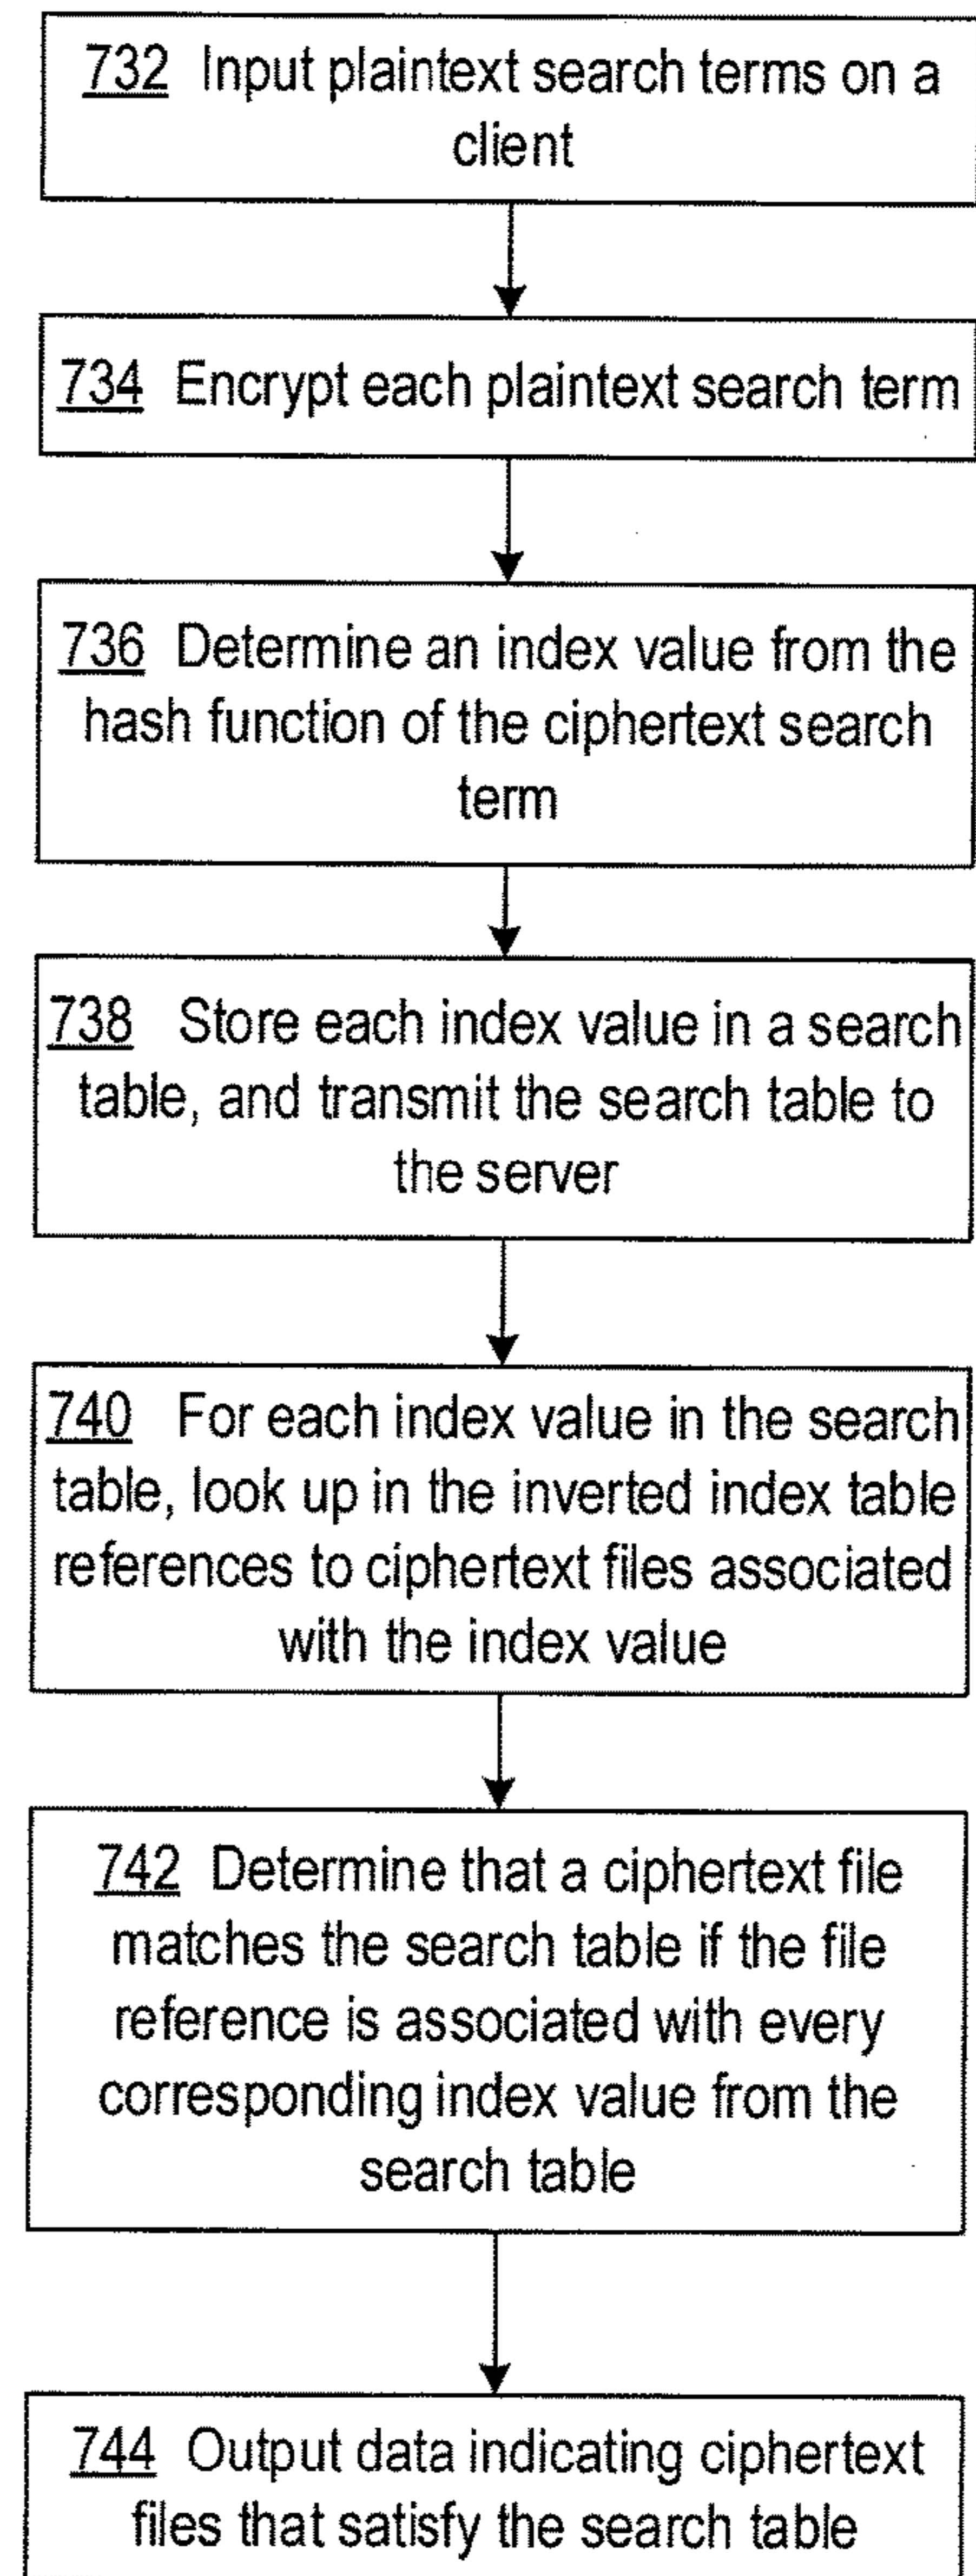 732 Input plaintext search terms on a
client
734 Encrypt each plaintext search term
736 Determine an index value from the
hash function of the ciphertext search
term
738 Store each index value in a search
table, and transmit the search table to
the server
740 For each index value in the search
table, look up in the inverted index table
references to ciphertext files associated
with the index value
742 Determine that a ciphertext file
matches the search table if the file
reference is associated with every
corresponding index value from the
search table
744 Output data indicating ciphertext
files that satisfy the search table